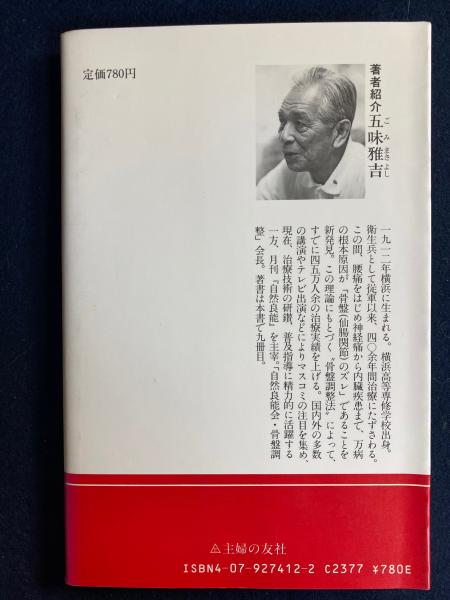 定価780円
著者紹介 五味雅吉
ごみまさよし
一九一二年横浜に生まれる。横浜高等専修学校出身。
衛生兵として従軍以来、四〇余年間治療にたずさわる。
この間、腰痛をはじめ神経痛から内臓疾患まで、万病
の根本原因が「骨盤(仙腸関節)のズレ」であることを
新発見。この理論にもとづく〝骨盤調整法〟によって、
すでに四五万人余の治療実績を上げる。国内外の多数
の講演やテレビ出演などによりマスコミの注目を集め、
現在、治療技術の研鑽、普及指導に精力的に活躍する
一方、月刊『自然良能』を主宰。「自然良能会・骨盤調
整」会長。著書は本書で九冊目。
主婦の友社
ISBN4-07-927412-2 C2377 ¥780E